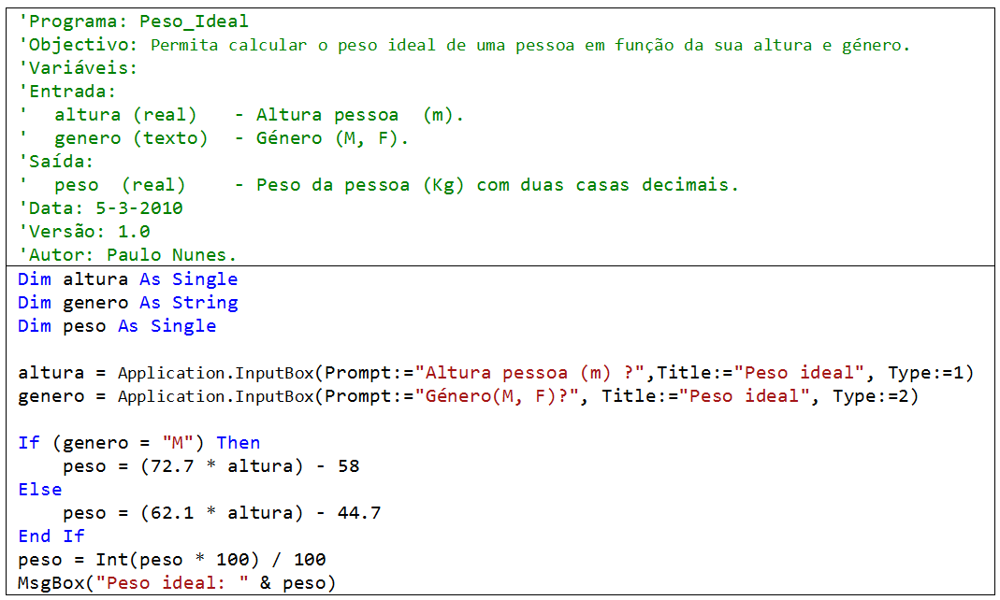 'Programa: Peso_Ideal
'Objectivo: Permita calcular o peso ideal de uma pessoa em função da sua altura e género.
'Variáveis:
'Entrada:
'  altura (real)   - Altura pessoa  (m).
'  genero (texto)  - Género (M, F).
'Saída:
'  peso  (real)    - Peso da pessoa (Kg) com duas casas decimais.
'Data: 5-3-2010
'Versão: 1.0
'Autor: Paulo Nunes.
Dim altura As Single
Dim genero As String
Dim peso As Single
altura = Application.InputBox(Prompt:="Altura pessoa (m) ?",Title:="Peso ideal", Type:=1)
genero = Application.InputBox(Prompt:="Género(M, F)?", Title:="Peso ideal", Type:=2)
If (genero = "M") Then
    peso = (72.7 * altura) - 58
Else
    peso = (62.1 * altura) - 44.7
End If
peso = Int(peso * 100) / 100
MsgBox("Peso ideal: " & peso)